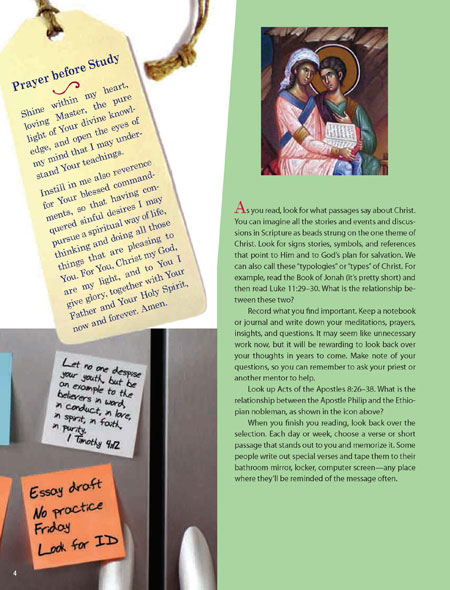 Prayer before Study
Shine within my heart,
loving Master, the pure
light of Your divine knowl-
edge, and open the eyes of
my mind that I may under-
stand Your teachings.
Instill in me also reverence
for Your blessed command-
ments, so that having con-
quered sinful desires I may
pursue a spiritual way of life,
thinking and doing all those
things that are pleasing to
You. For You, Christ my God,
are my light, and to You I
give glory, together with Your
Father and Your Holy Spirit,
now and forever. Amen.
Let no one despise
your youth, but be
an example to the
believers in word,
in conduct, in love,
in spirit, in faith,
in purity.
1 Timothy 4:12
Essay draft
No practice
Friday
Look for ID
4
As you read, look for what passages say about Christ.
You can imagine all the stories and events and discus-
sions in Scripture as beads strung on the one theme of
Christ. Look for signs stories, symbols, and references
that point to Him and to God's plan for salvation. We
can also call these "typologies" or "types" of Christ. For
example, read the Book of Jonah (it's pretty short) and
then read Luke 11:29–30. What is the relationship be-
tween these two?
Record what you find important. Keep a notebook
or journal and write down your meditations, prayers,
insights, and questions. It may seem like unnecessary
work now, but it will be rewarding to look back over
your thoughts in years to come. Make note of your
questions, so you can remember to ask your priest or
another mentor to help.
Look up Acts of the Apostles 8:26–38. What is the
relationship between the Apostle Philip and the Ethio-
pian nobleman, as shown in the icon above?
When you finish you reading, look back over the
selection. Each day or week, choose a verse or short
passage that stands out to you and memorize it. Some
people write out special verses and tape them to their
bathroom mirror, locker, computer screen—any place
where they'll be reminded of the message often.